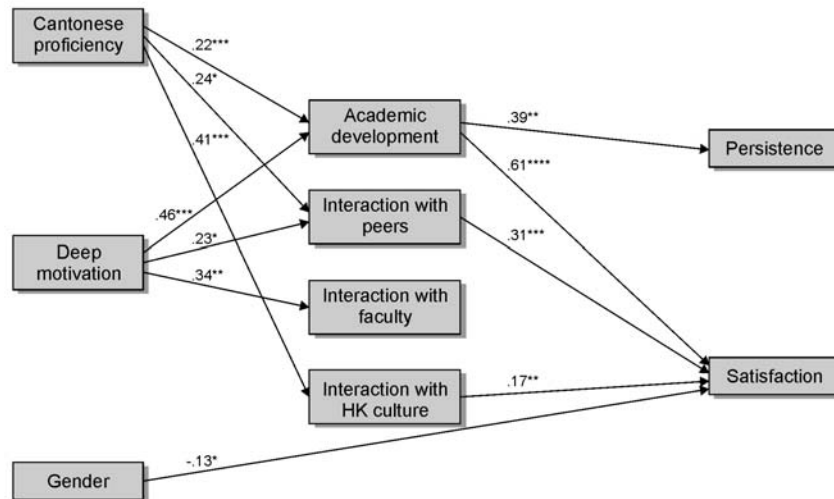 Cantonese
proficiency
.22***
.24*
.41***
Academic
development
.39**
Persistence
.61****
.46***
Interaction with
peers
.23*
.31***
Deep
motivation
.34**
Interaction with
faculty
Interaction with
HK culture
.17**
Satisfaction
-.13*
Gender